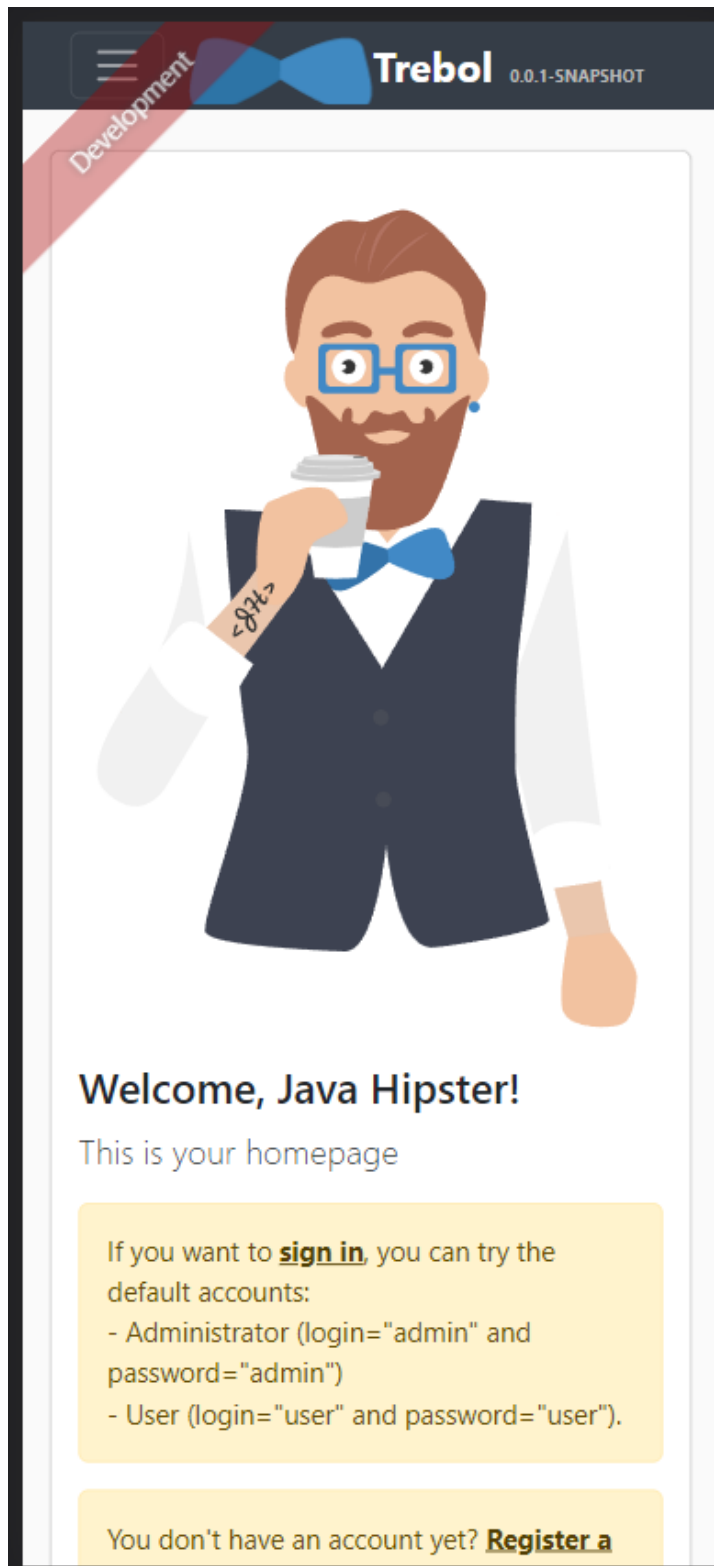 Development
Trebol 0.0.1-SNAPSHOT
<JH>
Welcome, Java Hipster!
This is your homepage
If you want to sign in, you can try the
default accounts:
- Administrator (login="admin" and
password="admin")
- User (login="user" and password="user").
You don't have an account yet? Register a